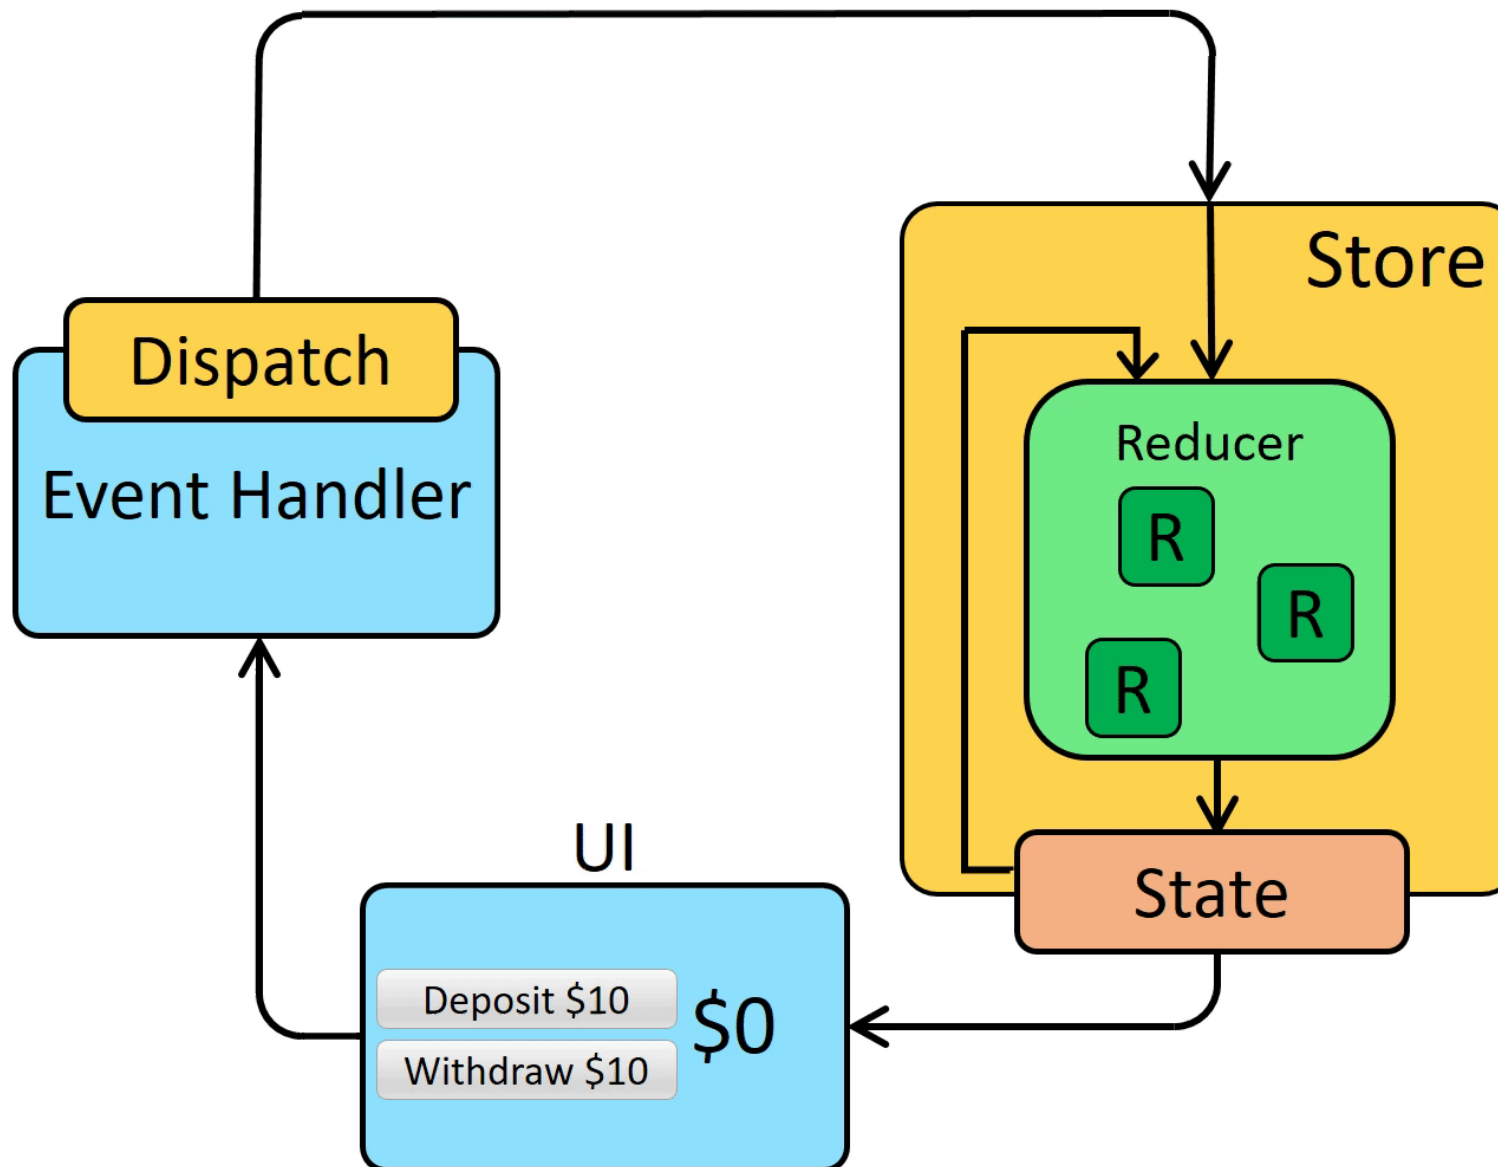 Store
Dispatch
Event Handler
Reducer
R
R
R
State
UI
Deposit $10
$0
Withdraw $10